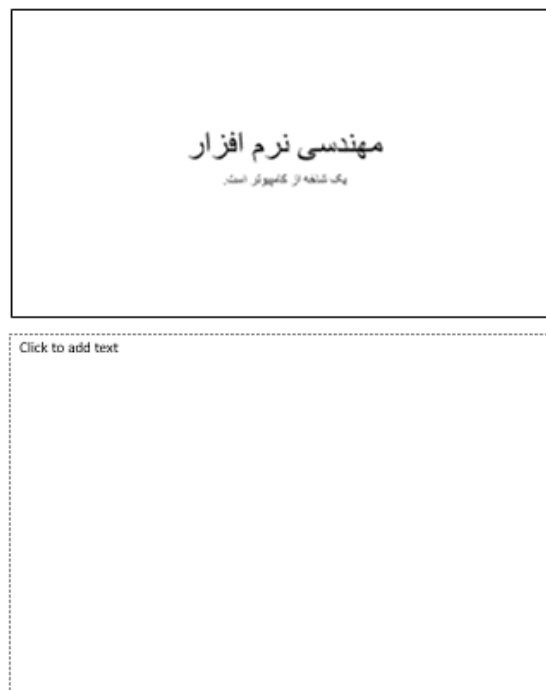 مهندسی نرم افزار
یک شاخه از کامپیوتر است.
Click to add text